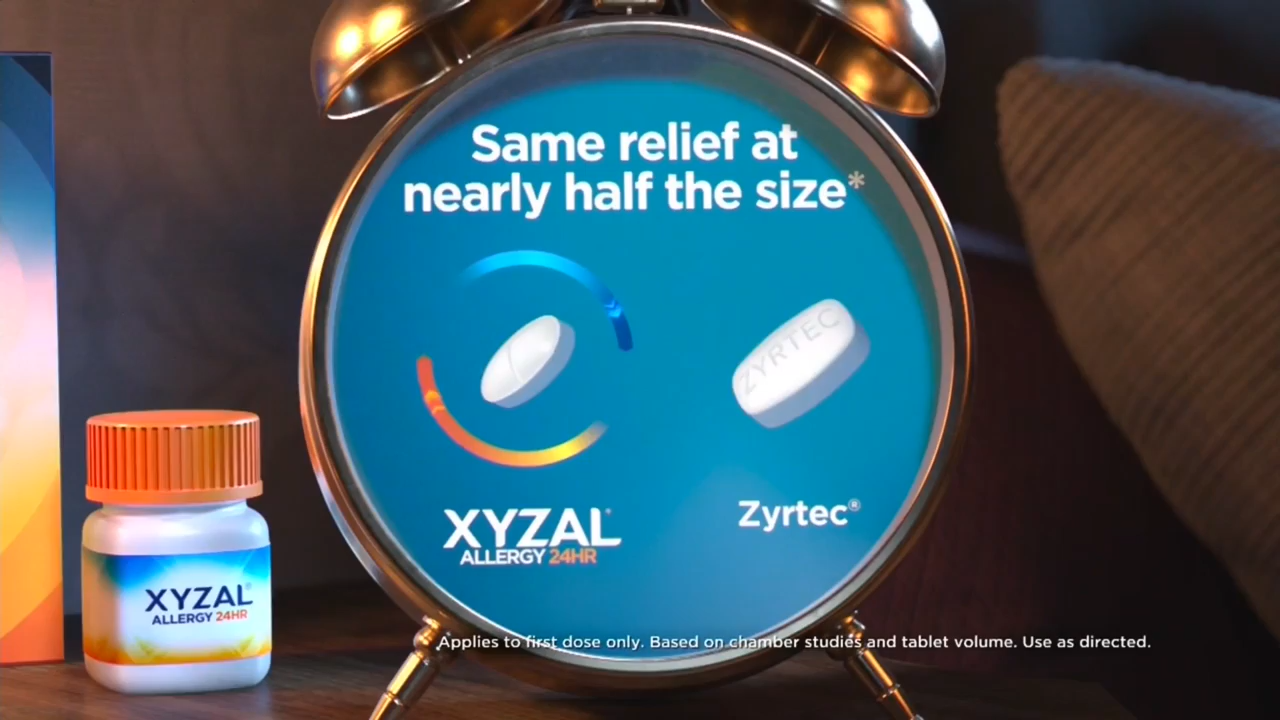 Same relief at
nearly half the size*
ZYRTEC
XYZAL®
ALLERGY 24HR
Zyrtec®
XYZAL®
ALLERGY 24HR
Applies to first dose only. Based on chamber studies and tablet volume. Use as directed.